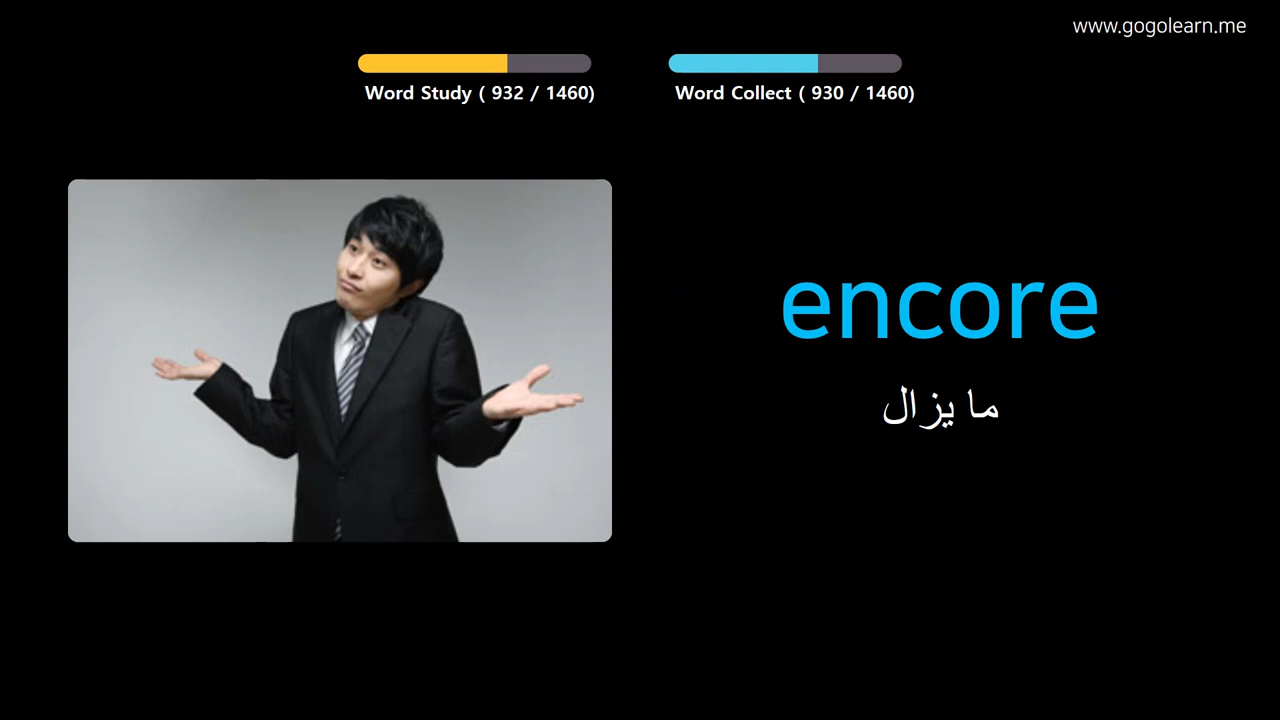 www.gogolearn.me
Word Study ( 932 / 1460)
Word Collect ( 930 / 1460)
encore
ما يزال